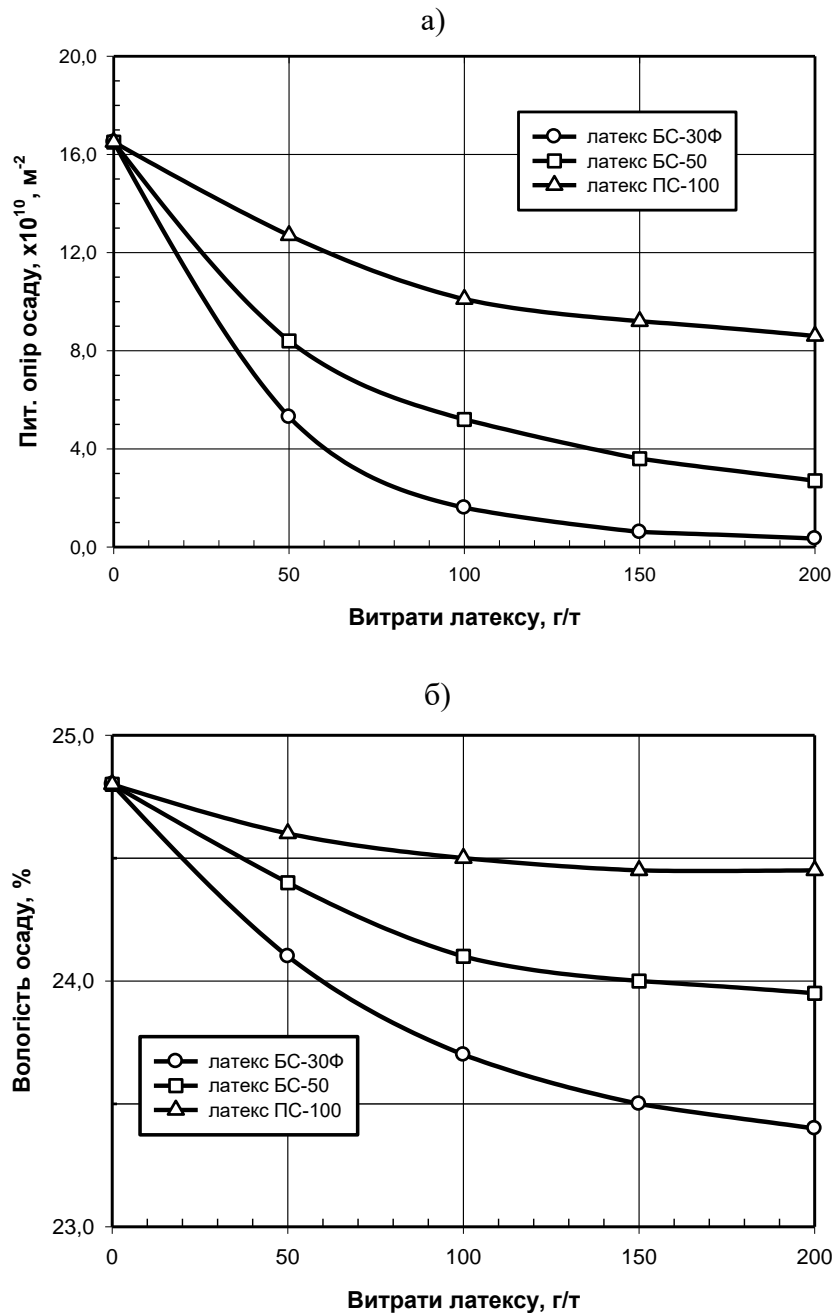 а)
20,0
16,0
12,0
8,0
4,0
0,0
Пит. опір осаду, х10¹⁰ , м⁻²
латекс БС-30Ф
латекс БС-50
латекс ПС-100
0 50 100 150 200
Витрати латексу, г/т
б)
25,0
24,0
23,0
Вологість осаду, %
латекс БС-30Ф
латекс БС-50
латекс ПС-100
0 50 100 150 200
Витрати латексу, г/т